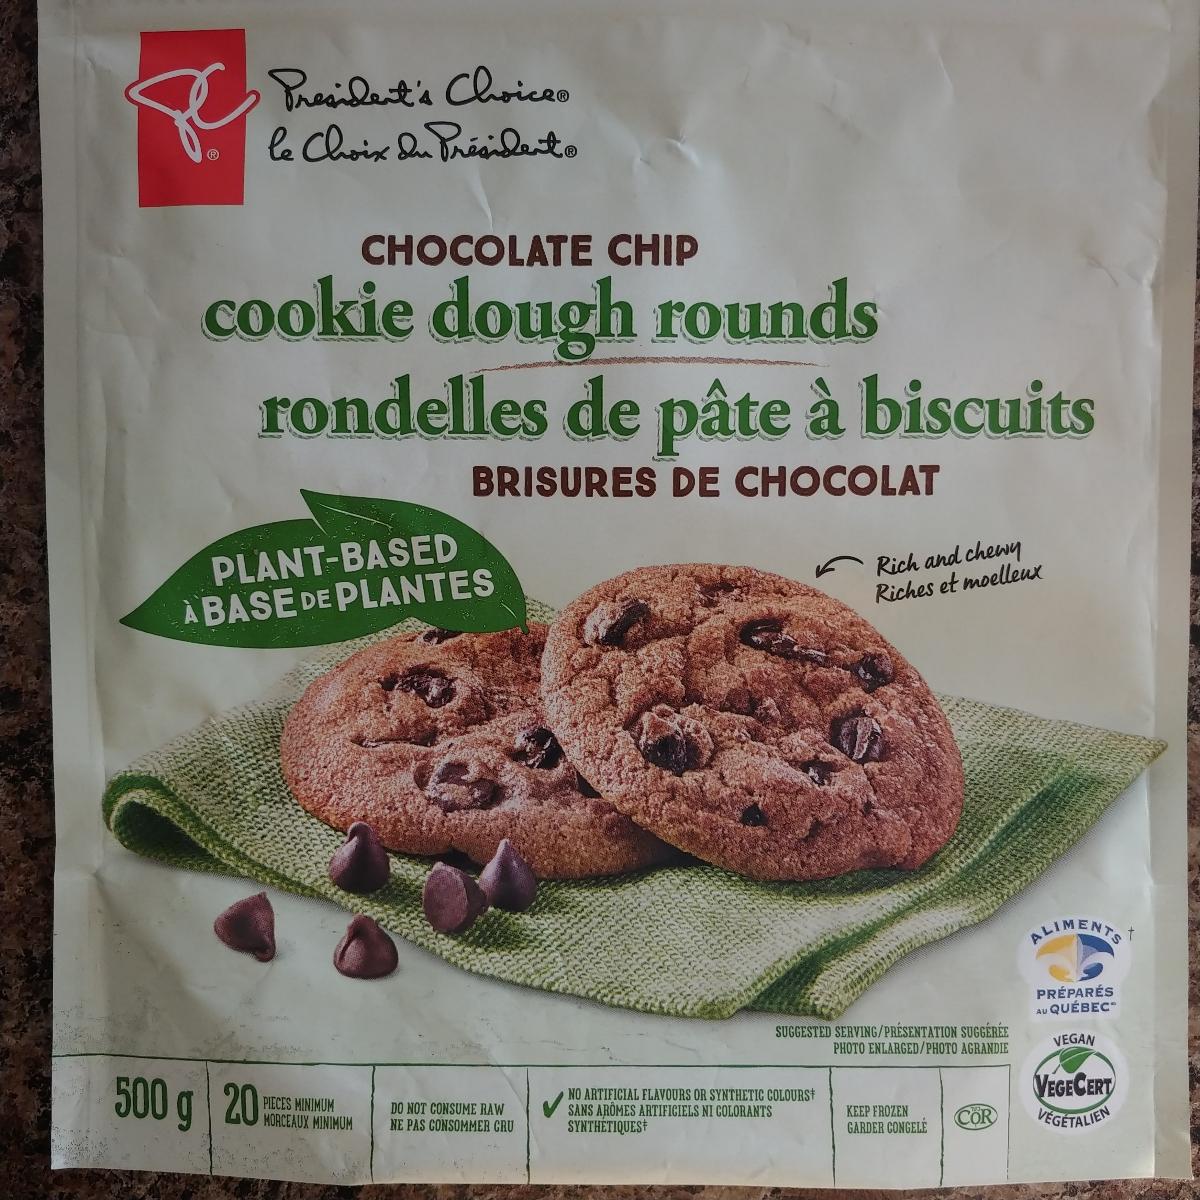 President's Choice®
le Choix du Président®
CHOCOLATE CHIP
cookie dough rounds
rondelles de pâte à biscuits
BRISURES DE CHOCOLAT
PLANT-BASED
À BASE DE PLANTES
Rich and chewy
Riches et moelleux
ALIMENTS†
PRÉPARÉS
AU QUÉBEC
SUGGESTED SERVING/PRÉSENTATION SUGGÉRÉE
PHOTO ENLARGED/PHOTO AGRANDIE
VEGAN
VEGECERT
VÉGÉTALIEN
500 g
20 PIECES MINIMUM
MORCEAUX MINIMUM
DO NOT CONSUME RAW
NE PAS CONSOMMER CRU
✓ NO ARTIFICIAL FLAVOURS OR SYNTHETIC COLOURS‡
SANS ARÔMES ARTIFICIELS NI COLORANTS
SYNTHÉTIQUES‡
KEEP FROZEN
GARDER CONGELÉ
COR